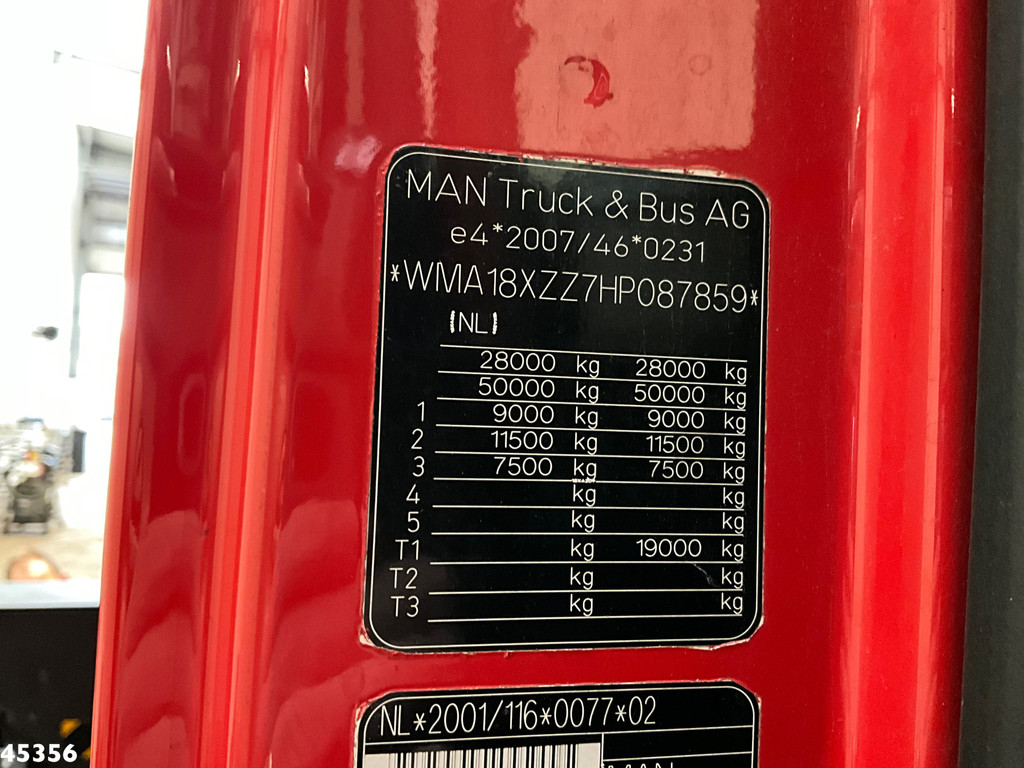 MAN Truck & Bus AG
e4*2007/46*0231
*WMA18XZZ7HP087859*
(NL)
28000 kg 28000 kg
50000 kg 50000 kg
1 9000 kg 9000 kg
2 11500 kg 11500 kg
3 7500 kg 7500 kg
4 kg kg
5 kg kg
T1 kg 19000 kg
T2 kg kg
T3 kg kg
NL*2001/116*0077*02
45356